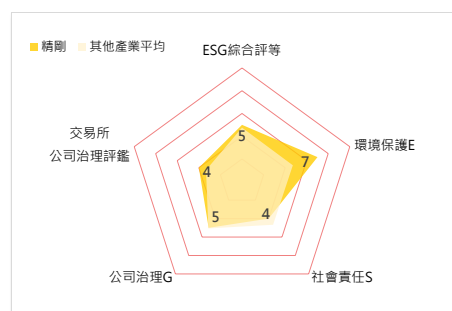 精剛 其他產業平均
ESG綜合評等
交易所
公司治理評鑑
環境保護E
5
7
4
5
4
公司治理G
社會責任S